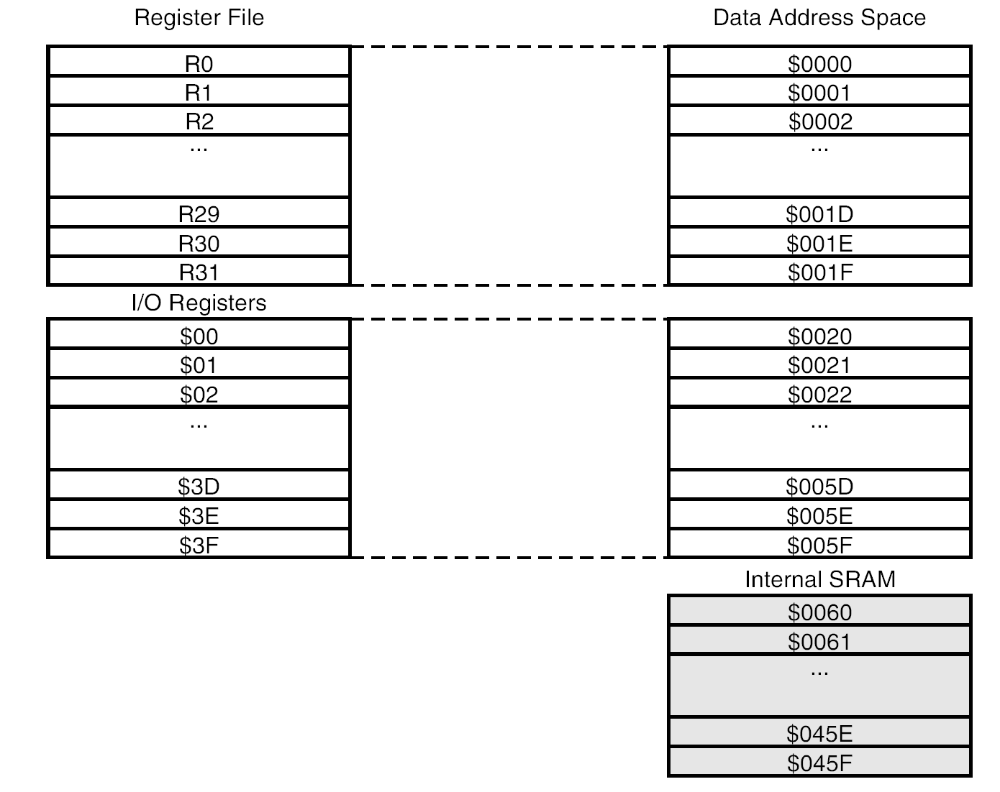 Register File
Data Address Space
R0
$0000
R1
$0001
R2
$0002
...
...
R29
$001D
R30
$001E
R31
$001F
I/O Registers
$00
$0020
$01
$0021
$02
$0022
...
...
$3D
$005D
$3E
$005E
$3F
$005F
Internal SRAM
$0060
$0061
...
$045E
$045F